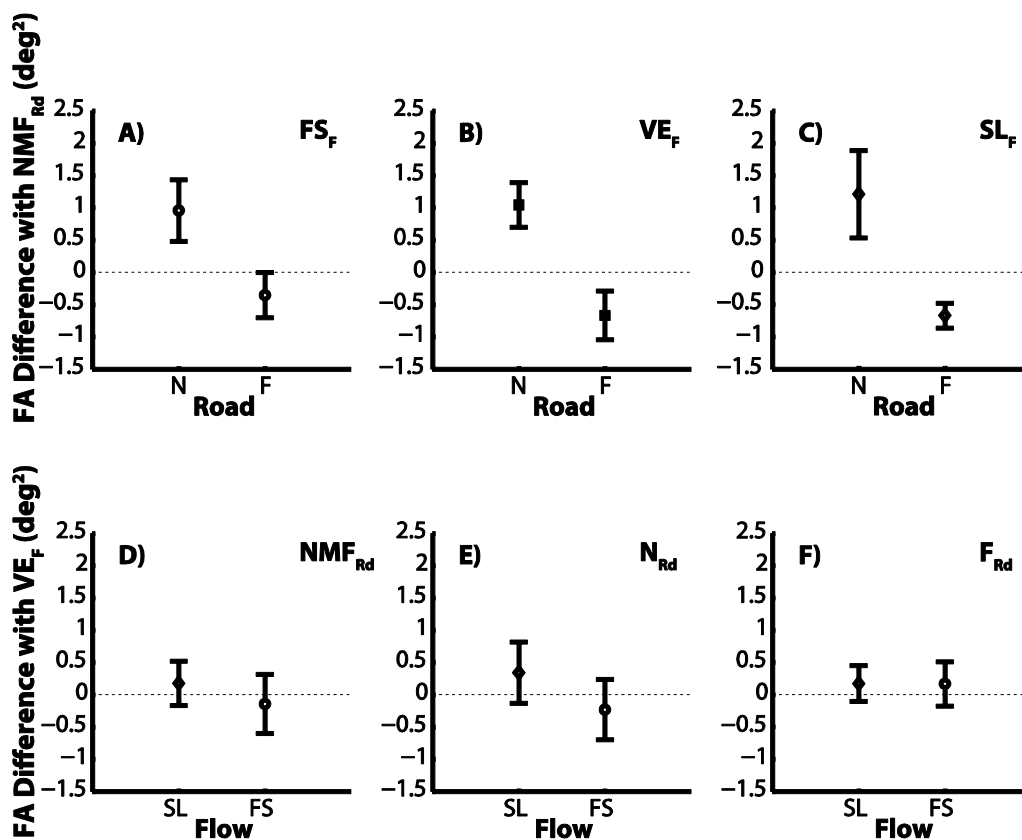 FA Difference with NMF_Rd (deg²)
A) FS_F
2.5
2
1.5
1
0.5
0
−0.5
−1
−1.5
N F
Road
B) VE_F
2.5
2
1.5
1
0.5
0
−0.5
−1
−1.5
N F
Road
C) SL_F
2.5
2
1.5
1
0.5
0
−0.5
−1
−1.5
N F
Road
FA Difference with VE_F (deg²)
D) NMF_Rd
2.5
2
1.5
1
0.5
0
−0.5
−1
−1.5
SL FS
Flow
E) N_Rd
2.5
2
1.5
1
0.5
0
−0.5
−1
−1.5
SL FS
Flow
F) F_Rd
2.5
2
1.5
1
0.5
0
−0.5
−1
−1.5
SL FS
Flow